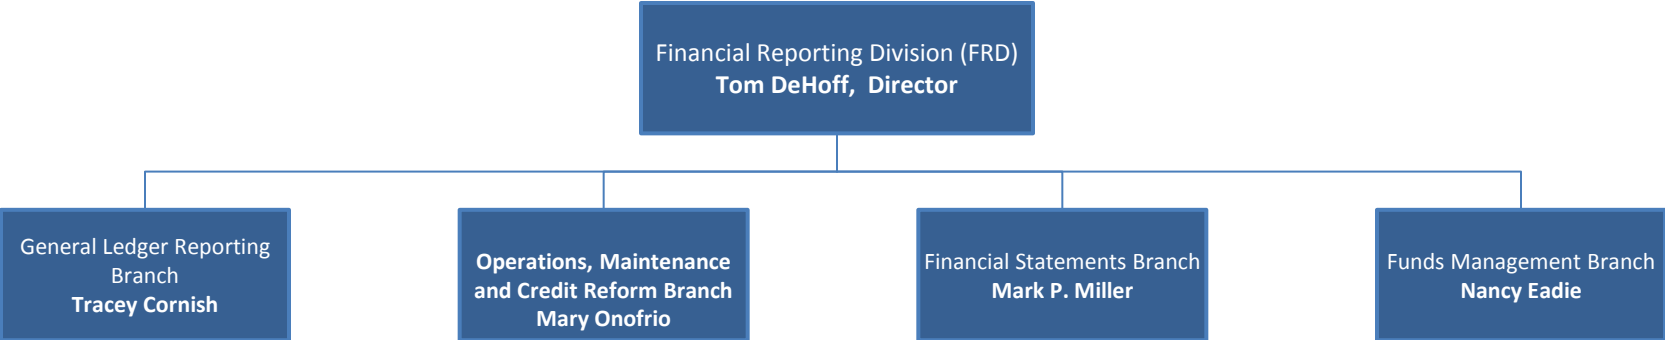 Financial Reporting Division (FRD)
Tom DeHoff,  Director
General Ledger Reporting
Branch
Tracey Cornish
Operations, Maintenance
and Credit Reform Branch
Mary Onofrio
Financial Statements Branch
Mark P. Miller
Funds Management Branch
Nancy Eadie